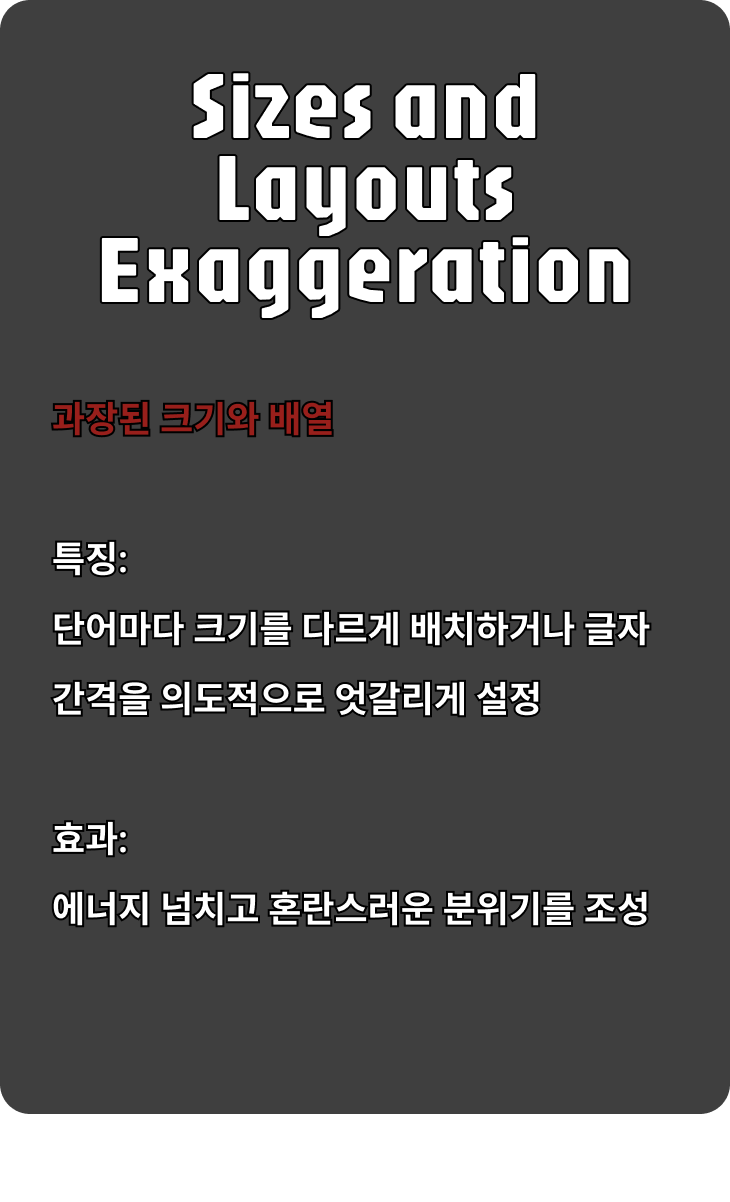 Sizes and
Layouts
Exaggeration
과장된 크기와 배열
특징:
단어마다 크기를 다르게 배치하거나 글자
간격을 의도적으로 엇갈리게 설정
효과:
에너지 넘치고 혼란스러운 분위기를 조성